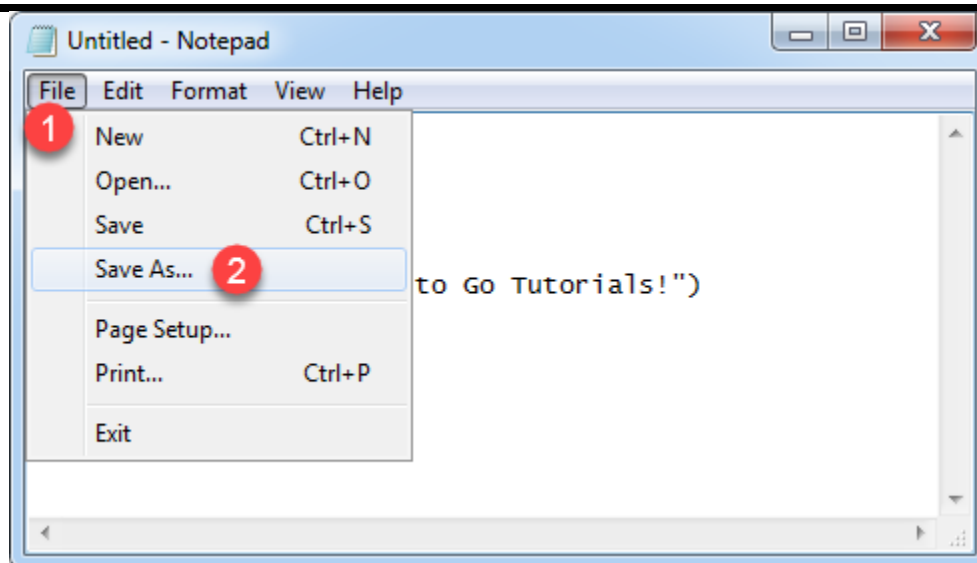 Untitled - Notepad
File Edit Format View Help
1
New Ctrl+N
Open... Ctrl+O
Save Ctrl+S
Save As... 2
to Go Tutorials!")
Page Setup...
Print... Ctrl+P
Exit